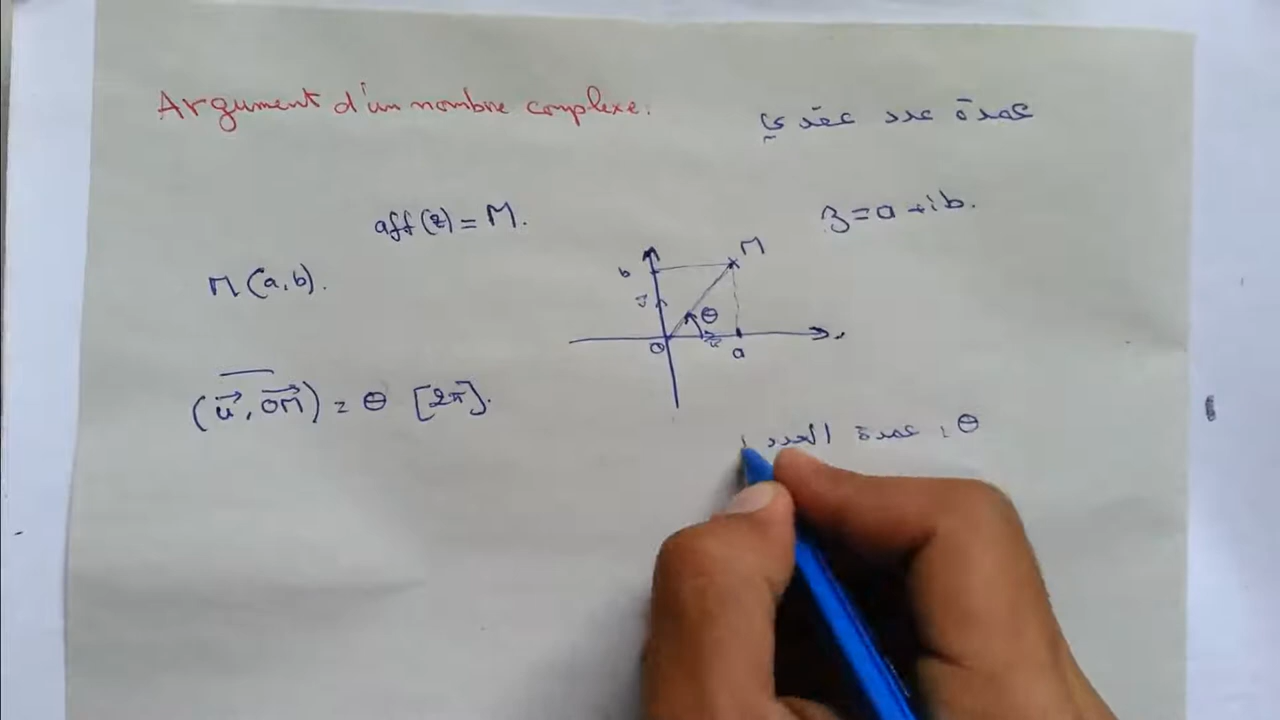 Argument d'un nombre complexe.
عمدة عدد عقدي
aff(z) = M.
z = a + ib.
M(a,b).
M
b
v
θ
O
u
a
(u⃗, OM⃗) = θ [2π].
θ : عمدة العدد